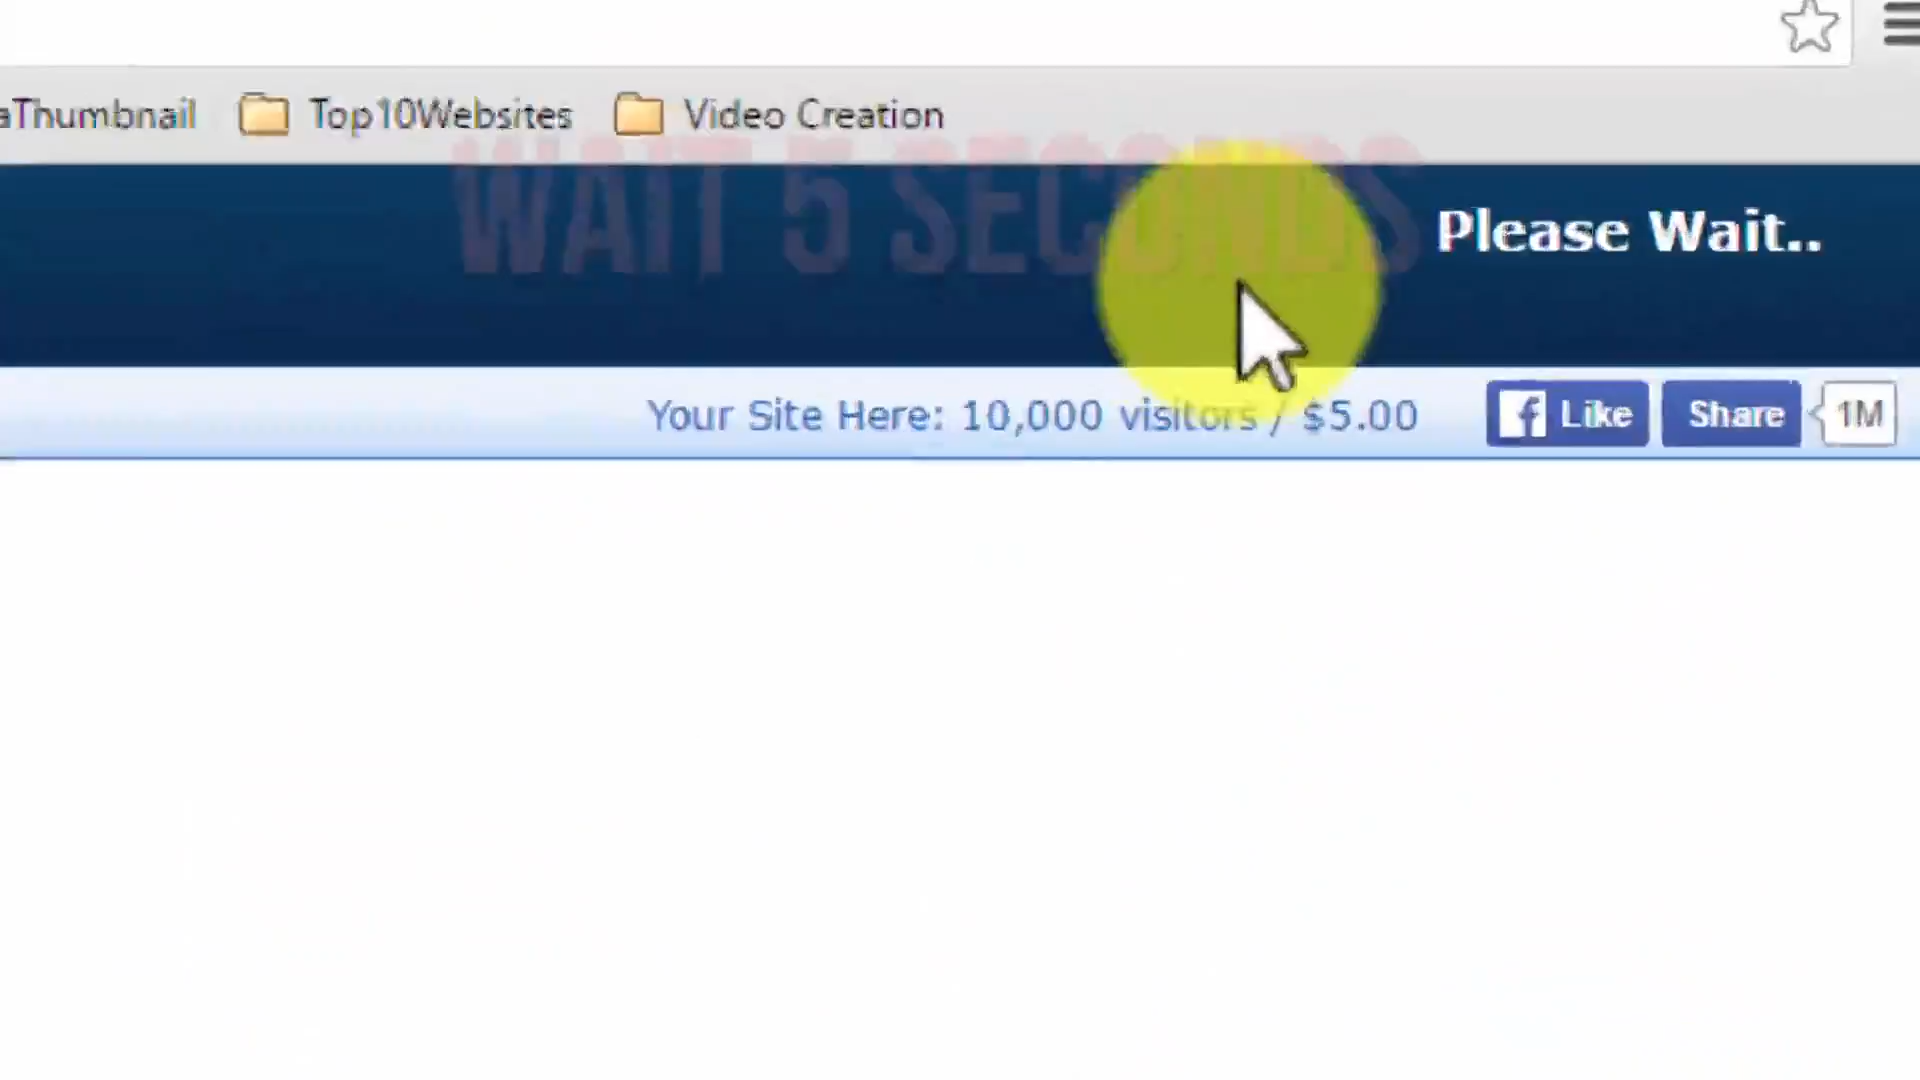 aThumbnail Top10Websites Video Creation
WAIT 5 SECONDS
Please Wait..
Your Site Here: 10,000 visitors / $5.00 Like Share 1M